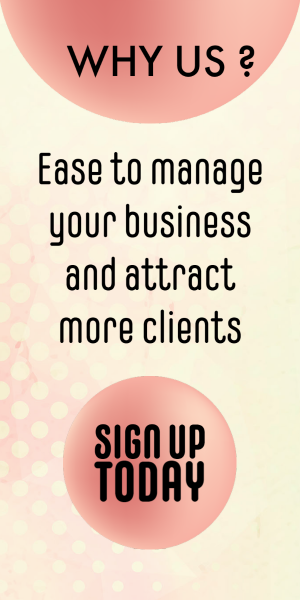 WHY US ?
Ease to manage
your business
and attract
more clients
SIGN UP
TODAY